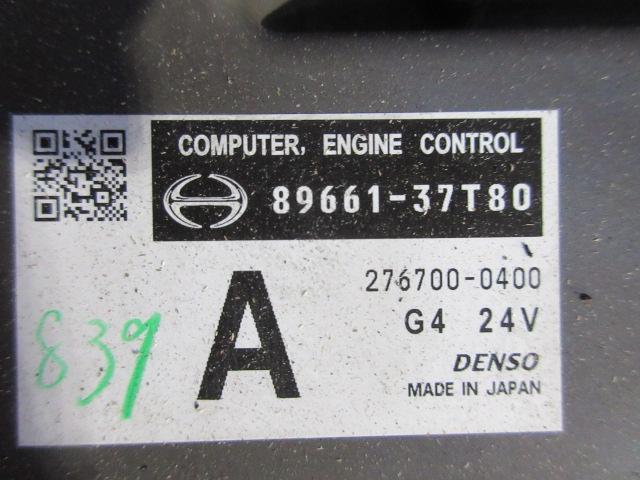 COMPUTER, ENGINE CONTROL
89661-37T80
A
276700-0400
G4 24V
DENSO
MADE IN JAPAN
839